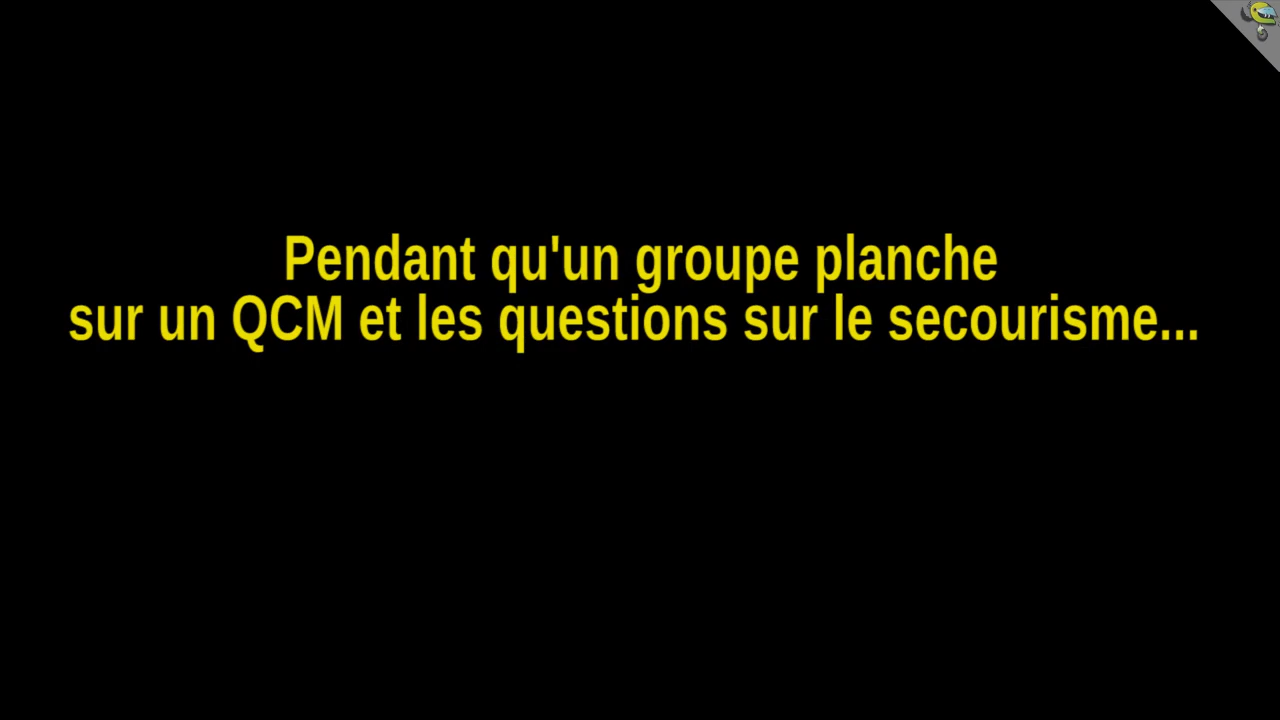 Pendant qu'un groupe planche
sur un QCM et les questions sur le secourisme...